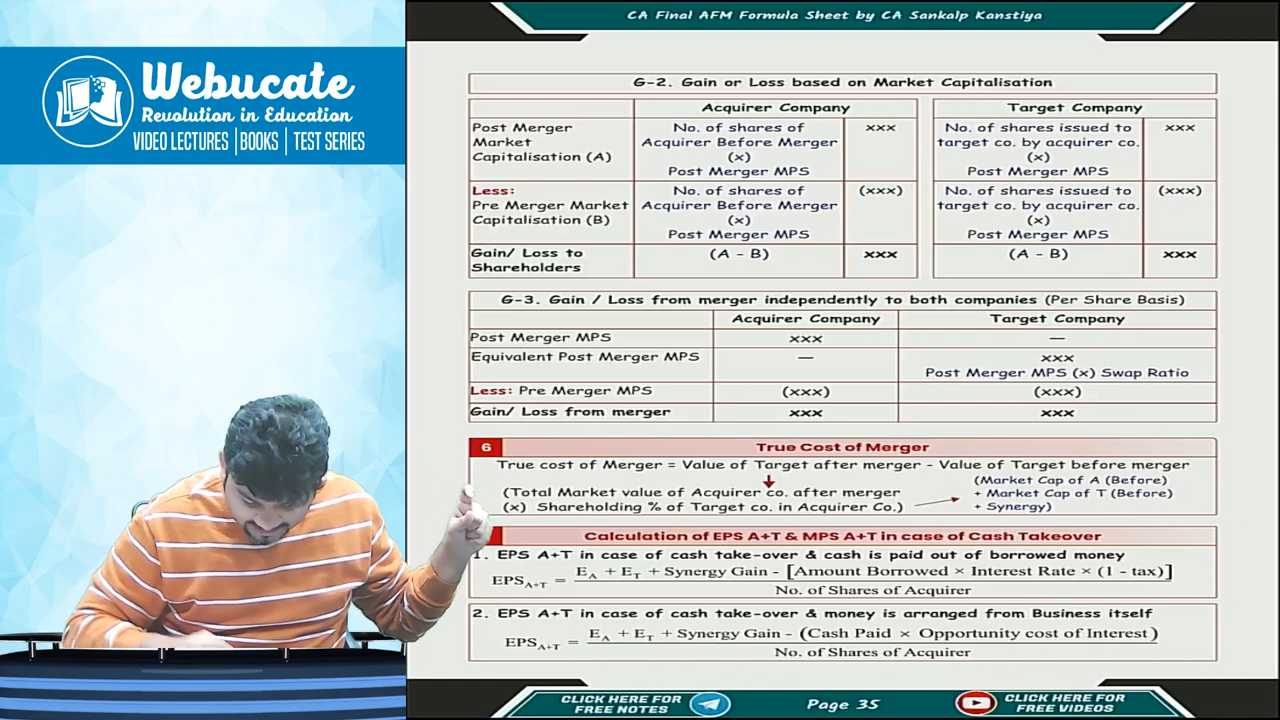 CA Final AFM Formula Sheet by CA Sankalp Kanstiya
Webucate
Revolution in Education
VIDEO LECTURES | BOOKS | TEST SERIES
G-2. Gain or Loss based on Market Capitalisation
Acquirer Company
Target Company
Post Merger
Market
Capitalisation (A)
No. of shares of
Acquirer Before Merger
(x)
Post Merger MPS
xxx
No. of shares issued to
target co. by acquirer co.
(x)
Post Merger MPS
xxx
Less:
Pre Merger Market
Capitalisation (B)
No. of shares of
Acquirer Before Merger
(x)
Post Merger MPS
(xxx)
No. of shares issued to
target co. by acquirer co.
(x)
Post Merger MPS
(xxx)
Gain/ Loss to
Shareholders
(A - B)
xxx
(A - B)
xxx
G-3. Gain / Loss from merger independently to both companies (Per Share Basis)
Acquirer Company Target Company
Post Merger MPS xxx —
Equivalent Post Merger MPS — xxx
Post Merger MPS (x) Swap Ratio
Less: Pre Merger MPS (xxx) (xxx)
Gain/ Loss from merger xxx xxx
6 True Cost of Merger
True cost of Merger = Value of Target after merger - Value of Target before merger
(Total Market value of Acquirer co. after merger
(x) Shareholding % of Target co. in Acquirer Co.)
(Market Cap of A (Before)
+ Market Cap of T (Before)
+ Synergy)
Calculation of EPS A+T & MPS A+T in case of Cash Takeover
1. EPS A+T in case of cash take-over & cash is paid out of borrowed money
EPS A+T = E A + E T + Synergy Gain - [Amount Borrowed × Interest Rate × (1 - tax)]
No. of Shares of Acquirer
2. EPS A+T in case of cash take-over & money is arranged from Business itself
EPS A+T = E A + E T + Synergy Gain - (Cash Paid × Opportunity cost of Interest)
No. of Shares of Acquirer
CLICK HERE FOR
FREE NOTES
Page 35
CLICK HERE FOR
FREE VIDEOS